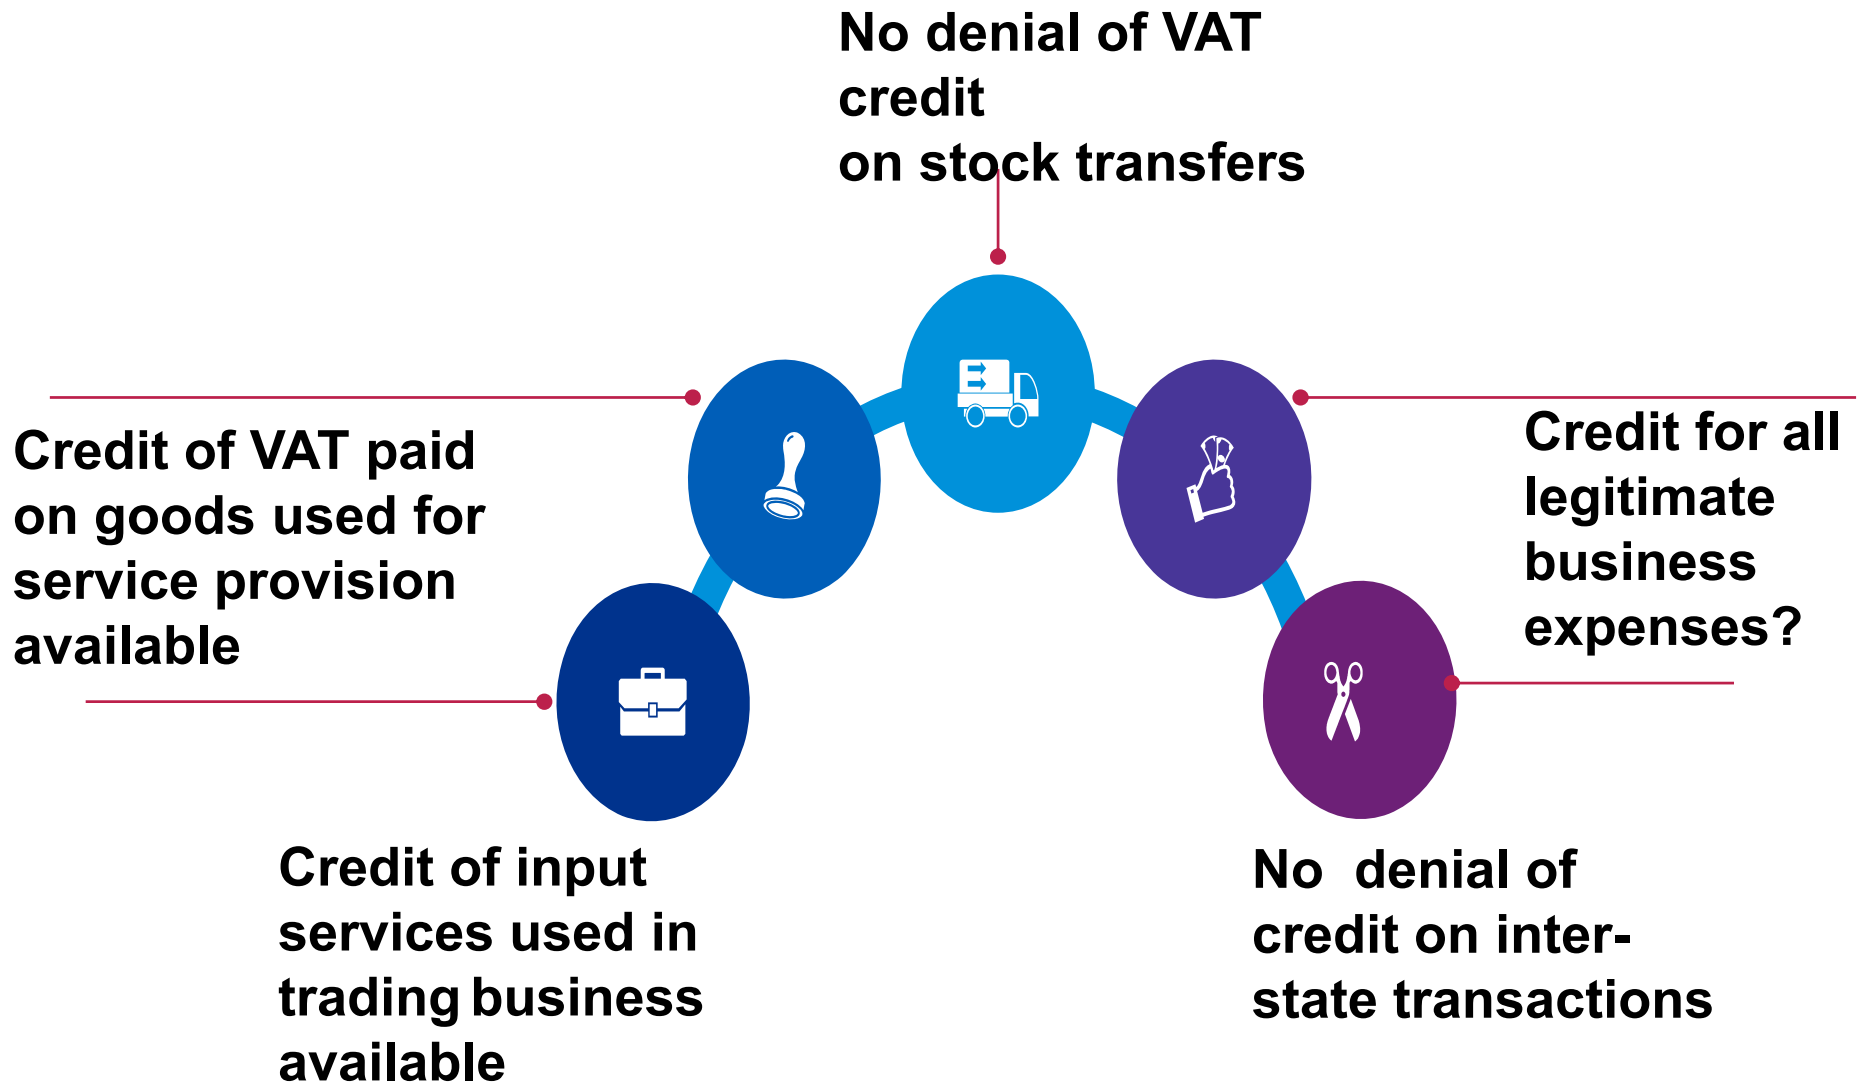 No denial of VAT
credit
on stock transfers
Credit of VAT paid
on goods used for
service provision
available
Credit for all
legitimate
business
expenses?
Credit of input
services used in
trading business
available
No  denial of
credit on inter-
state transactions